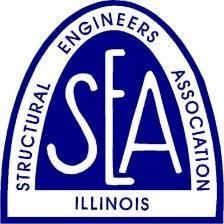 STRUCTURAL ENGINEERS ASSOCIATION
SEA
ILLINOIS